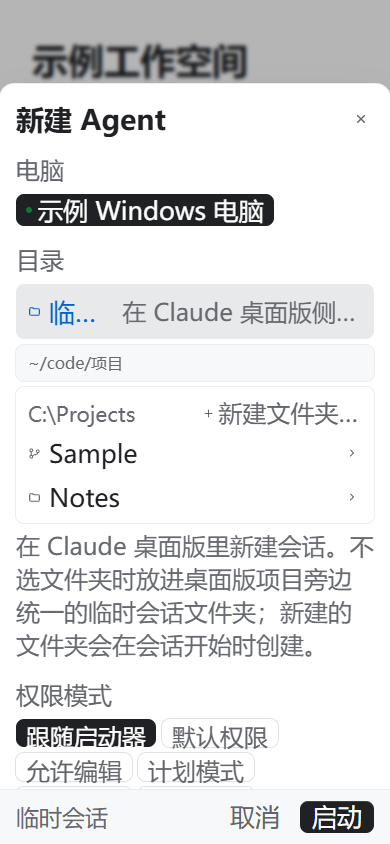 示例工作空间
新建 Agent
×
电脑
示例 Windows 电脑
目录
临... 在 Claude 桌面版侧...
~/code/项目
C:\Projects + 新建文件夹...
Sample
Notes
在 Claude 桌面版里新建会话。不
选文件夹时放进桌面版项目旁边
统一的临时会话文件夹；新建的
文件夹会在会话开始时创建。
权限模式
跟随启动器 默认权限
允许编辑 计划模式
临时会话 取消 启动